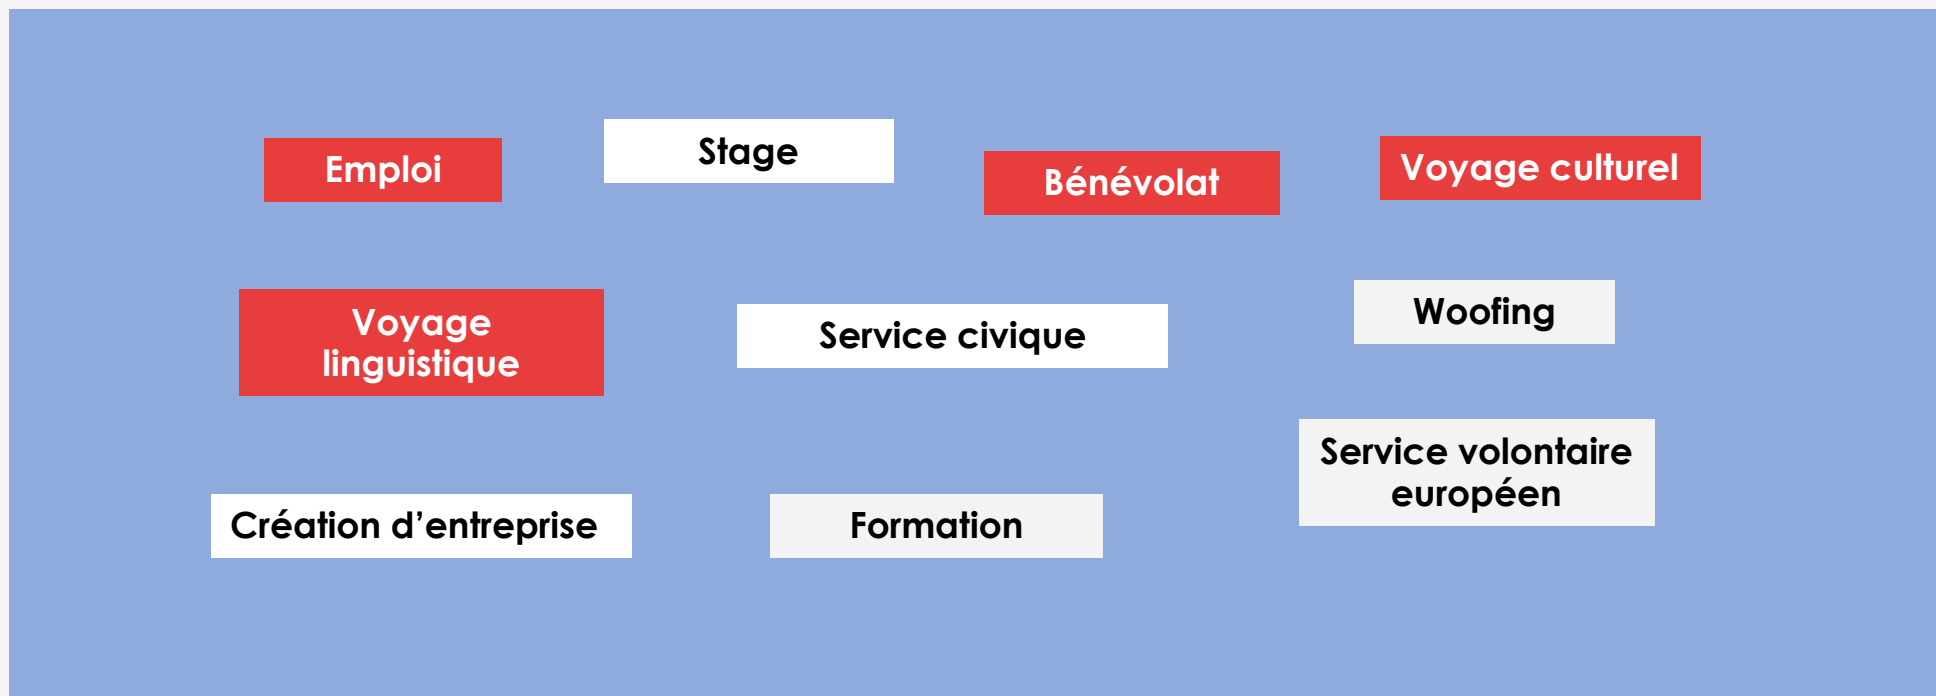 Emploi
Stage
Bénévolat
Voyage culturel
Voyage
linguistique
Service civique
Woofing
Service volontaire
européen
Création d’entreprise
Formation